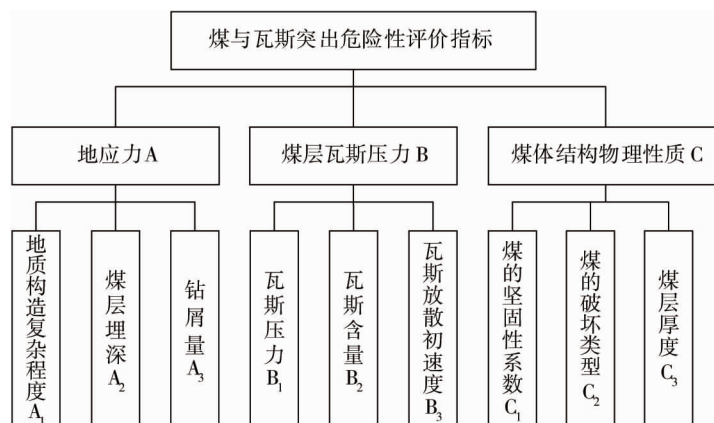 煤与瓦斯突出危险性评价指标
地应力A
煤层瓦斯压力B
煤体结构物理性质C
地质构造复杂程度A₁
煤层埋深A₂
钻屑量A₃
瓦斯压力B₁
瓦斯含量B₂
瓦斯放散初速度B₃
煤的坚固性系数C₁
煤的破坏类型C₂
煤层厚度C₃